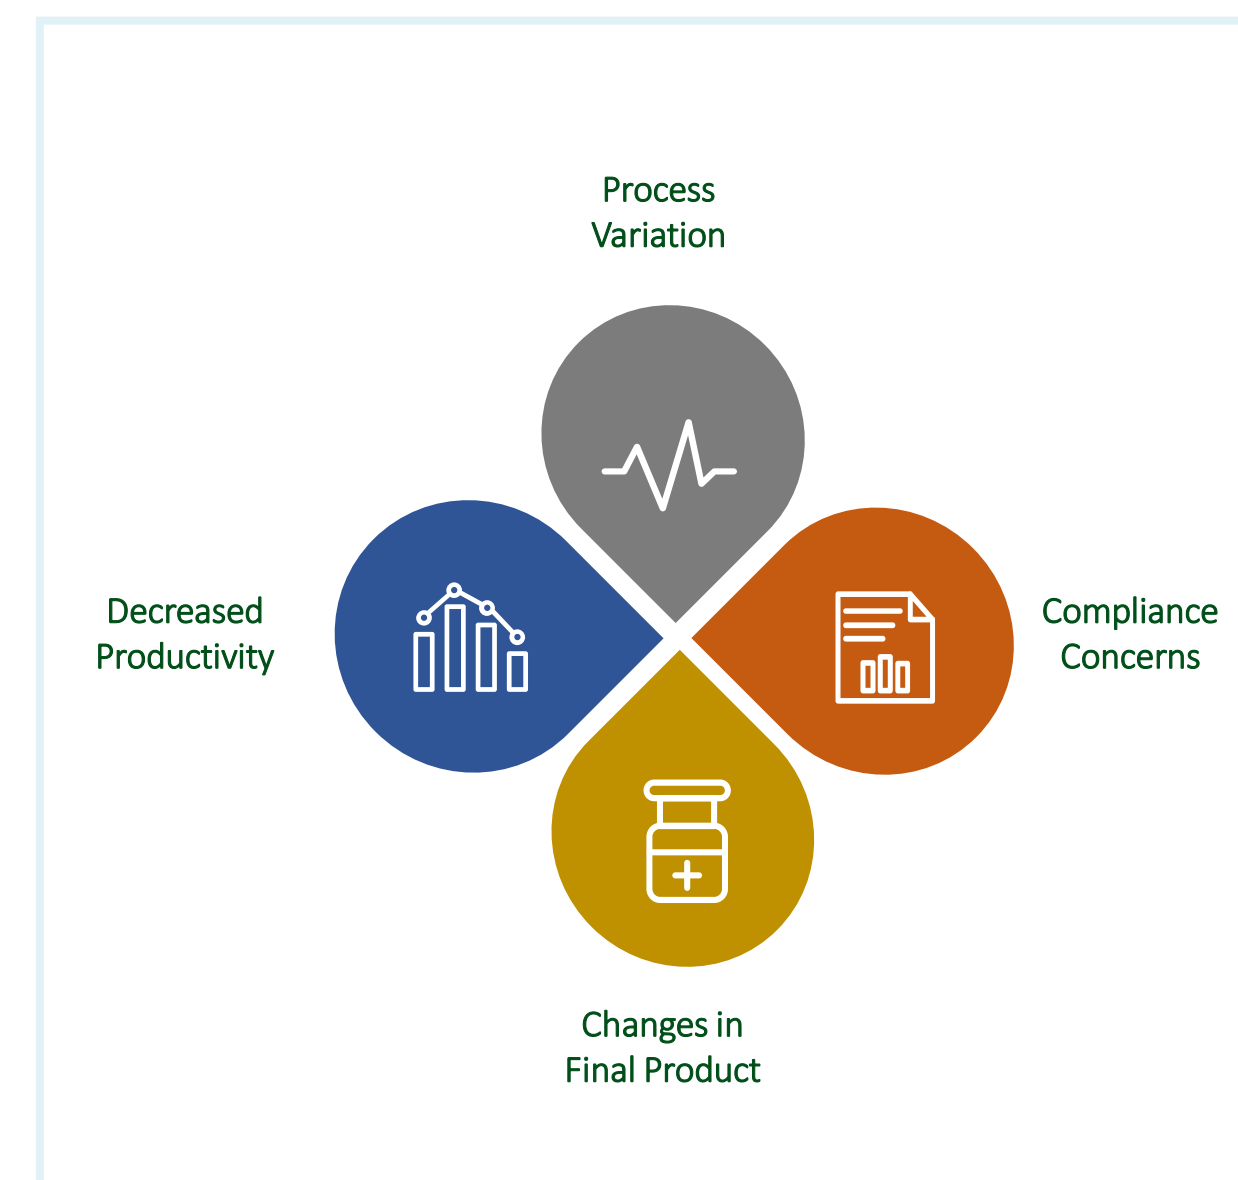 Process
Variation
Decreased
Productivity
Compliance
Concerns
Changes in
Final Product